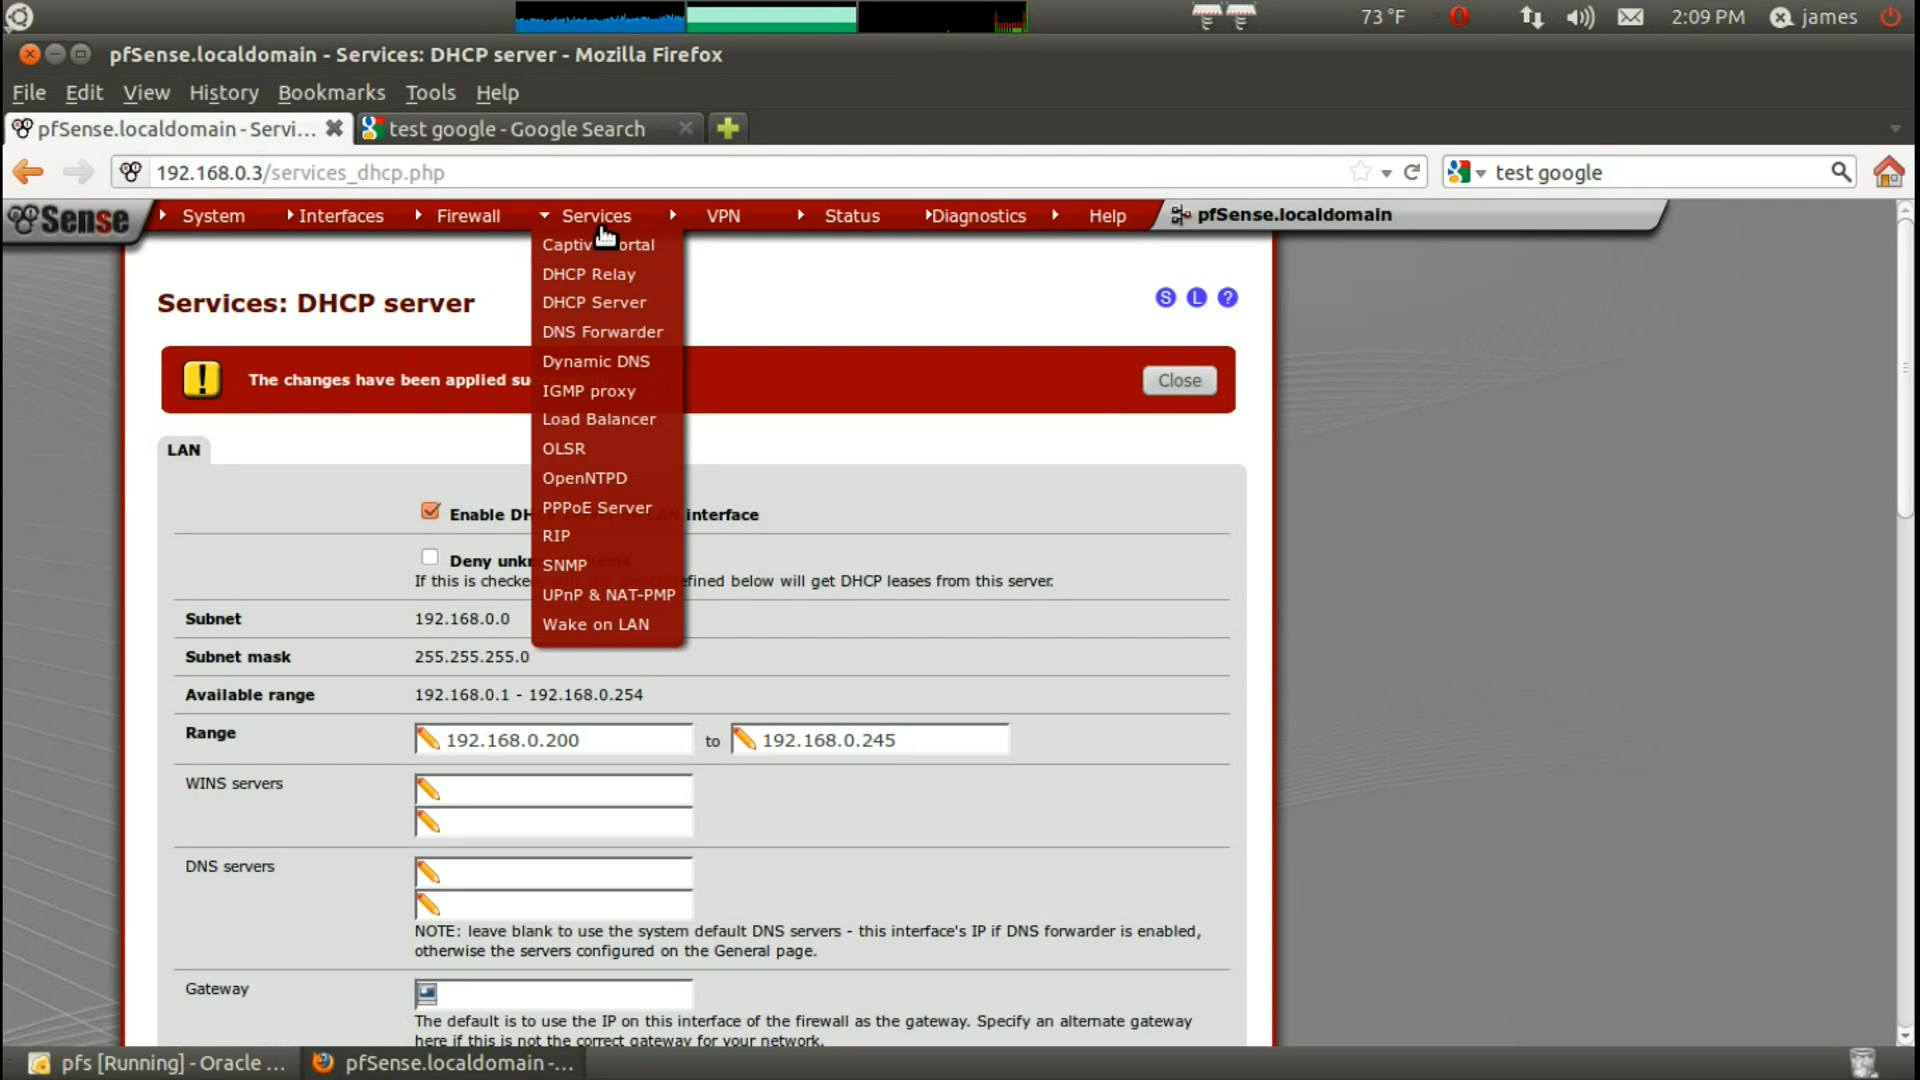 73 °F
2:09 PM
james
pfSense.localdomain - Services: DHCP server - Mozilla Firefox
File Edit View History Bookmarks Tools Help
pfSense.localdomain - Servi...
test google - Google Search
192.168.0.3/services_dhcp.php
test google
Sense
System
Interfaces
Firewall
Services
VPN
Status
Diagnostics
Help
pfSense.localdomain
DHCP Relay
DHCP Server
DNS Forwarder
Dynamic DNS
IGMP proxy
Load Balancer
OLSR
OpenNTPD
PPPoE Server
RIP
SNMP
UPnP & NAT-PMP
Wake on LAN
Services: DHCP server
S L ?
The changes have been applied
Close
LAN
Enable interface
Deny
If this is checked, below will get DHCP leases from this server.
Subnet 192.168.0.0
Subnet mask 255.255.255.0
Available range 192.168.0.1 - 192.168.0.254
Range 192.168.0.200 to 192.168.0.245
WINS servers
DNS servers
NOTE: leave blank to use the system default DNS servers - this interface's IP if DNS forwarder is enabled,
otherwise the servers configured on the General page.
Gateway
The default is to use the IP on this interface of the firewall as the gateway. Specify an alternate gateway
here if this is not the correct gateway for your network.
pfs [Running] - Oracle ...
pfSense.localdomain -...